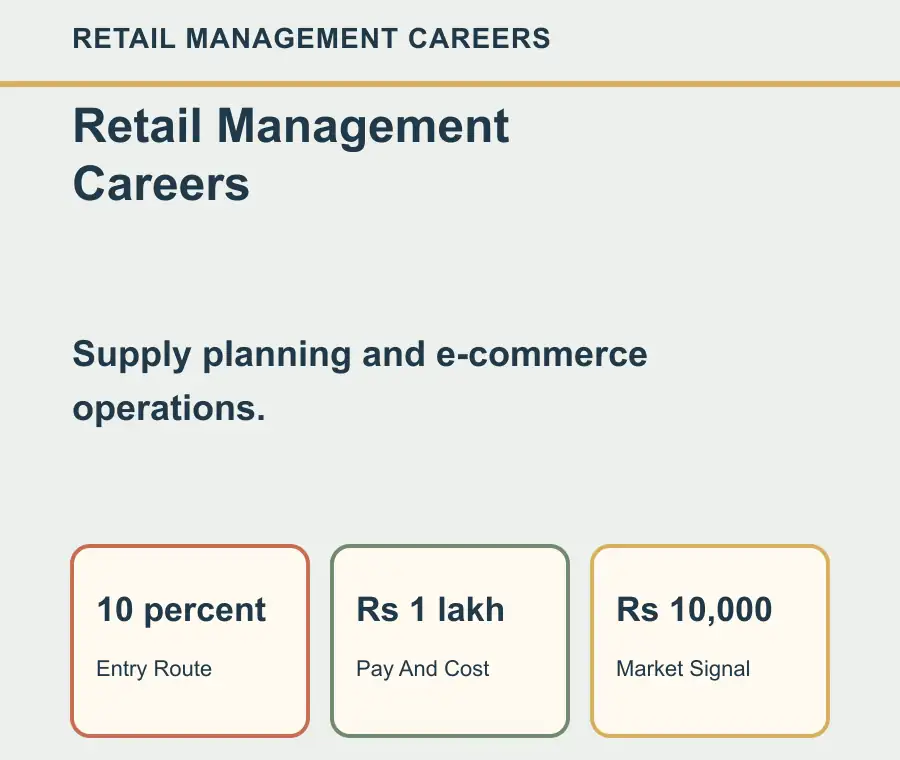 RETAIL MANAGEMENT CAREERS
Retail Management
Careers
Supply planning and e-commerce
operations.
10 percent
Entry Route
Rs 1 lakh
Pay And Cost
Rs 10,000
Market Signal